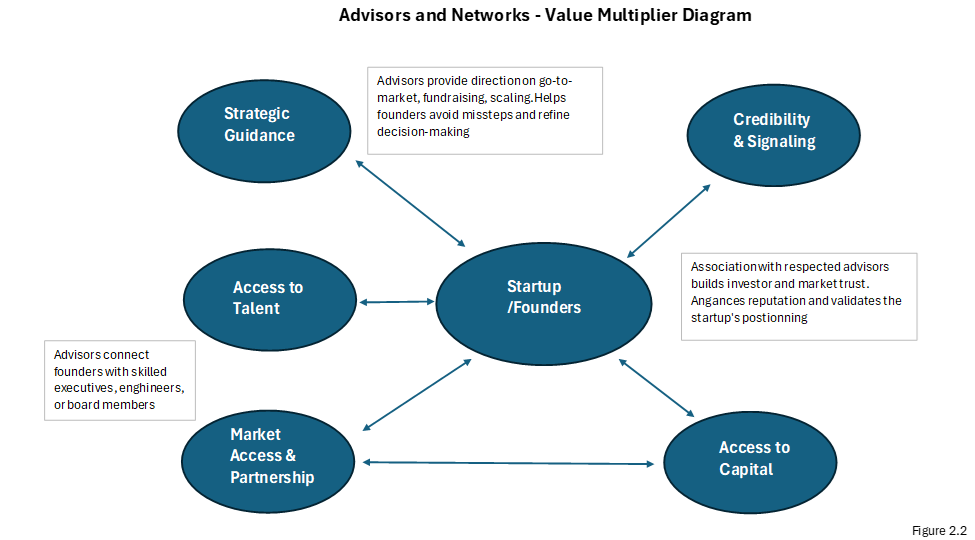 Advisors and Networks - Value Multiplier Diagram
Strategic
Guidance
Advisors provide direction on go-to-
market, fundraising, scaling.Helps
founders avoid missteps and refine
decision-making
Credibility
& Signaling
Startup
/Founders
Access to
Talent
Association with respected advisors
builds investor and market trust.
Angances reputation and validates the
startup's postionning
Advisors connect
founders with skilled
executives, enghineers,
or board members
Market
Access &
Partnership
Access to
Capital
Figure 2.2